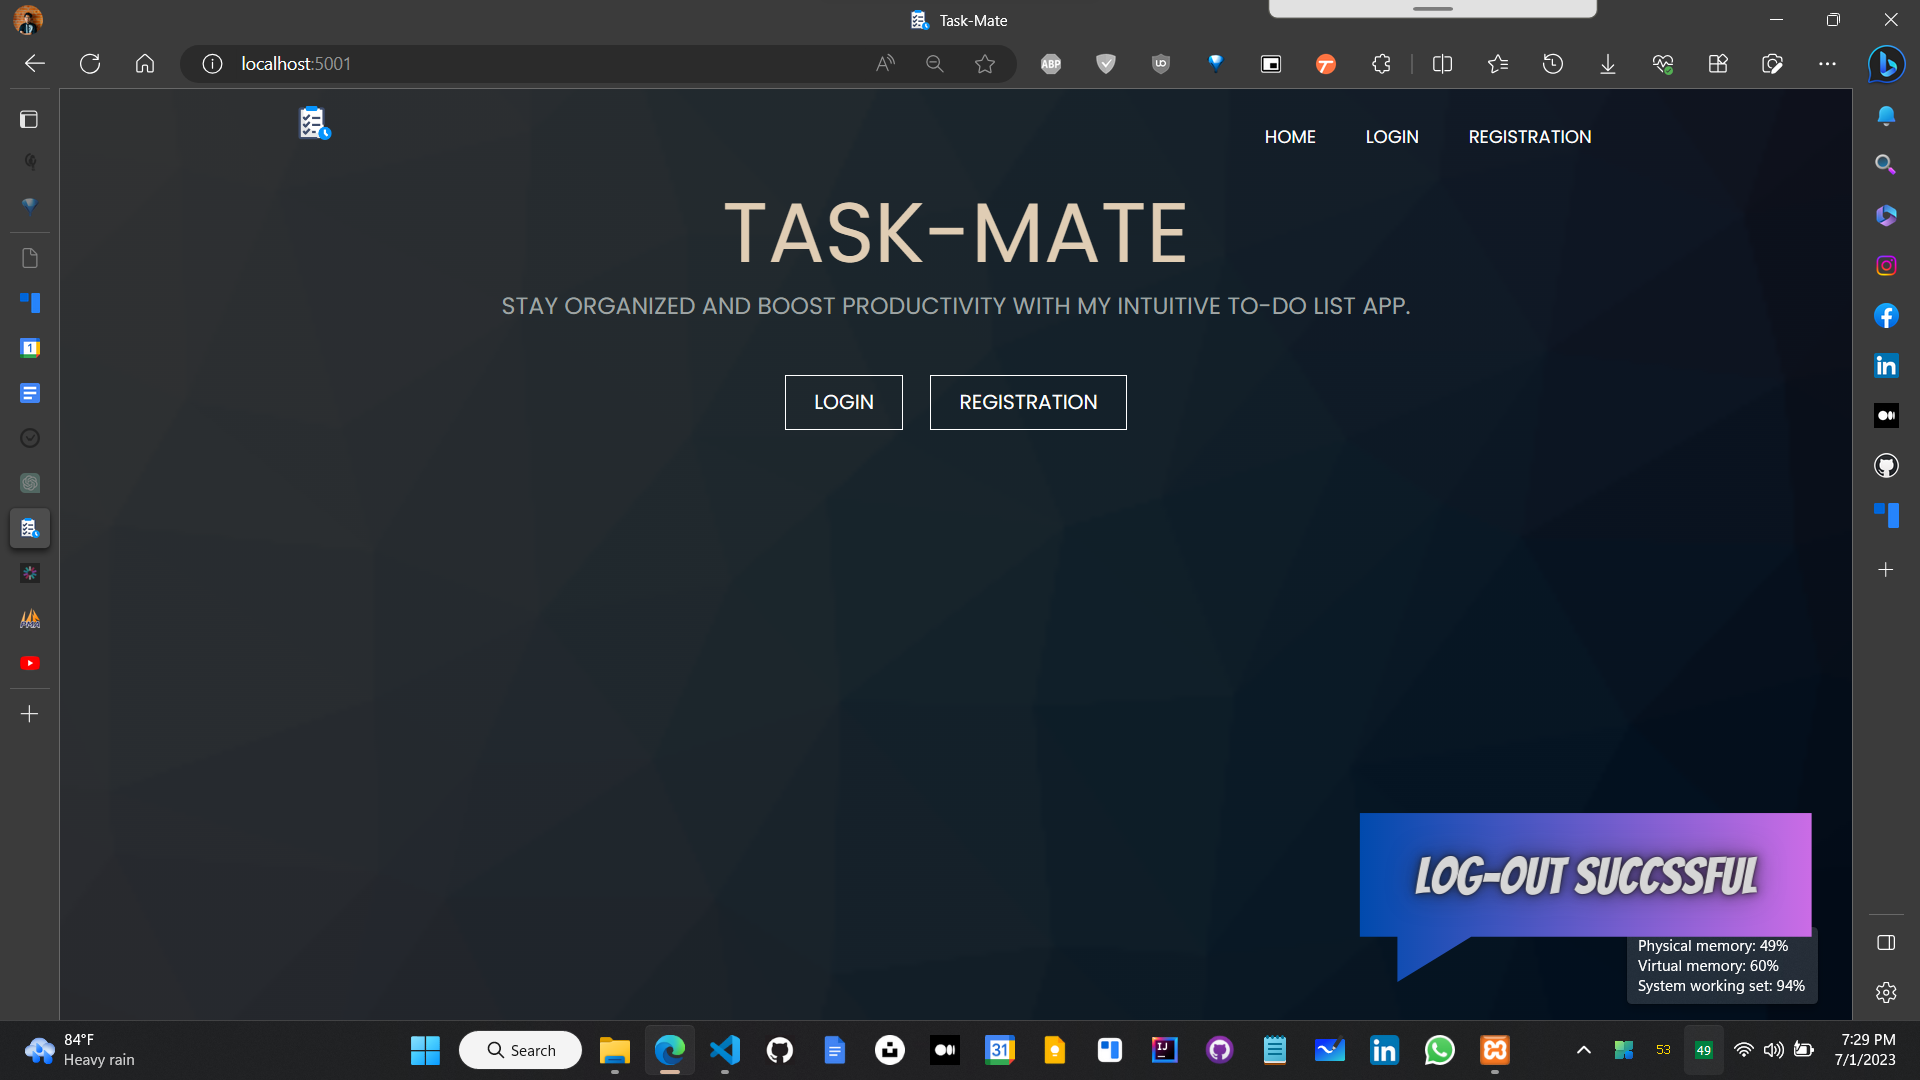 Task-Mate
localhost:5001
ABP
HOME
LOGIN
REGISTRATION
TASK-MATE
STAY ORGANIZED AND BOOST PRODUCTIVITY WITH MY INTUITIVE TO-DO LIST APP.
LOGIN
REGISTRATION
LOG-OUT SUCCSSFUL
Physical memory: 49%
Virtual memory: 60%
System working set: 94%
84°F
Heavy rain
Search
31
53
49
7:29 PM
7/1/2023